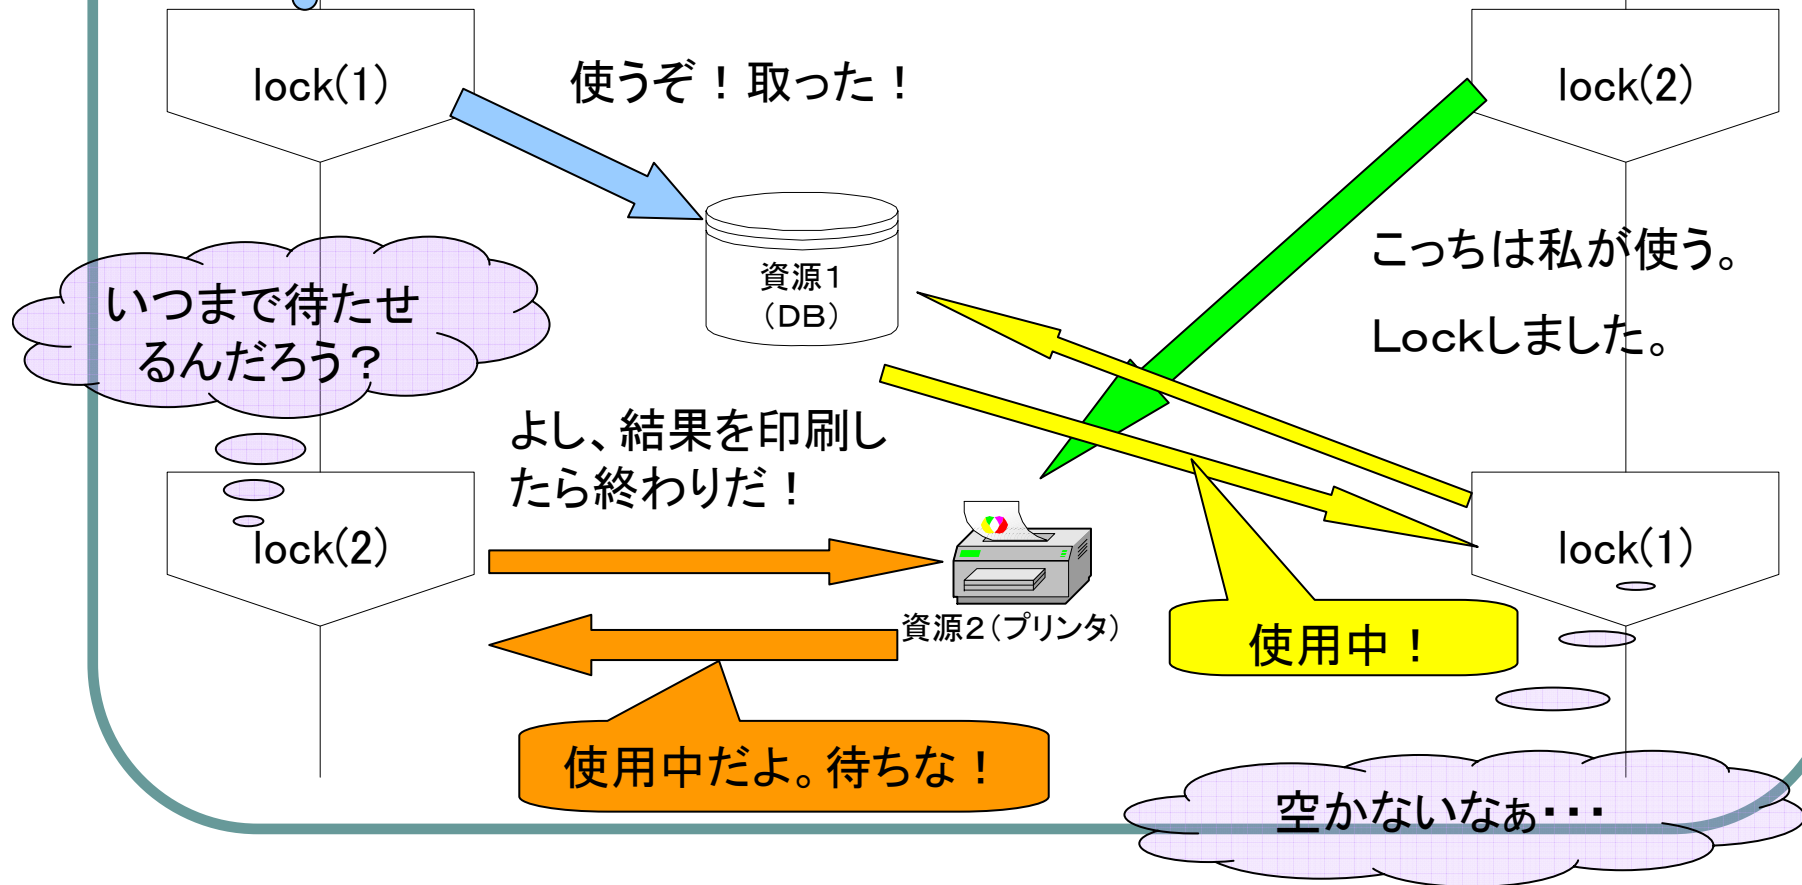 lock(1)
使うぞ！取った！
lock(2)
資源1
（DB）
こっちは私が使う。
Lockしました。
いつまで待たせ
るんだろう？
よし、結果を印刷し
たら終わりだ！
lock(2)
lock(1)
資源2（プリンタ）
使用中！
使用中だよ。待ちな！
空かないなぁ・・・